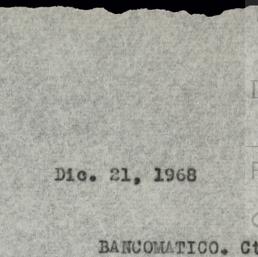 Dic. 21, 1968
BANCOMATICO. Ct